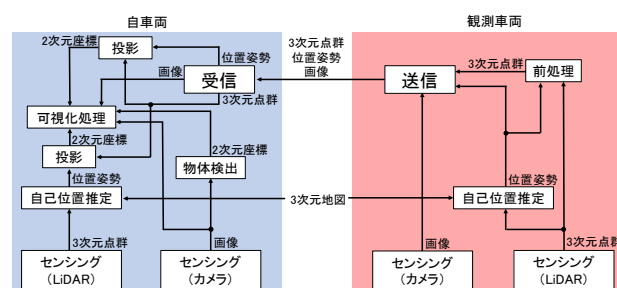 自車両
観測車両
2次元座標
投影
位置姿勢
画像
受信
3次元点群
3次元点群
位置姿勢
画像
送信
3次元点群
前処理
可視化処理
2次元座標
投影
2次元座標
物体検出
位置姿勢
自己位置推定
3次元地図
位置姿勢
自己位置推定
3次元点群
画像
画像
3次元点群
センシング
(LiDAR)
センシング
(カメラ)
センシング
(カメラ)
センシング
(LiDAR)